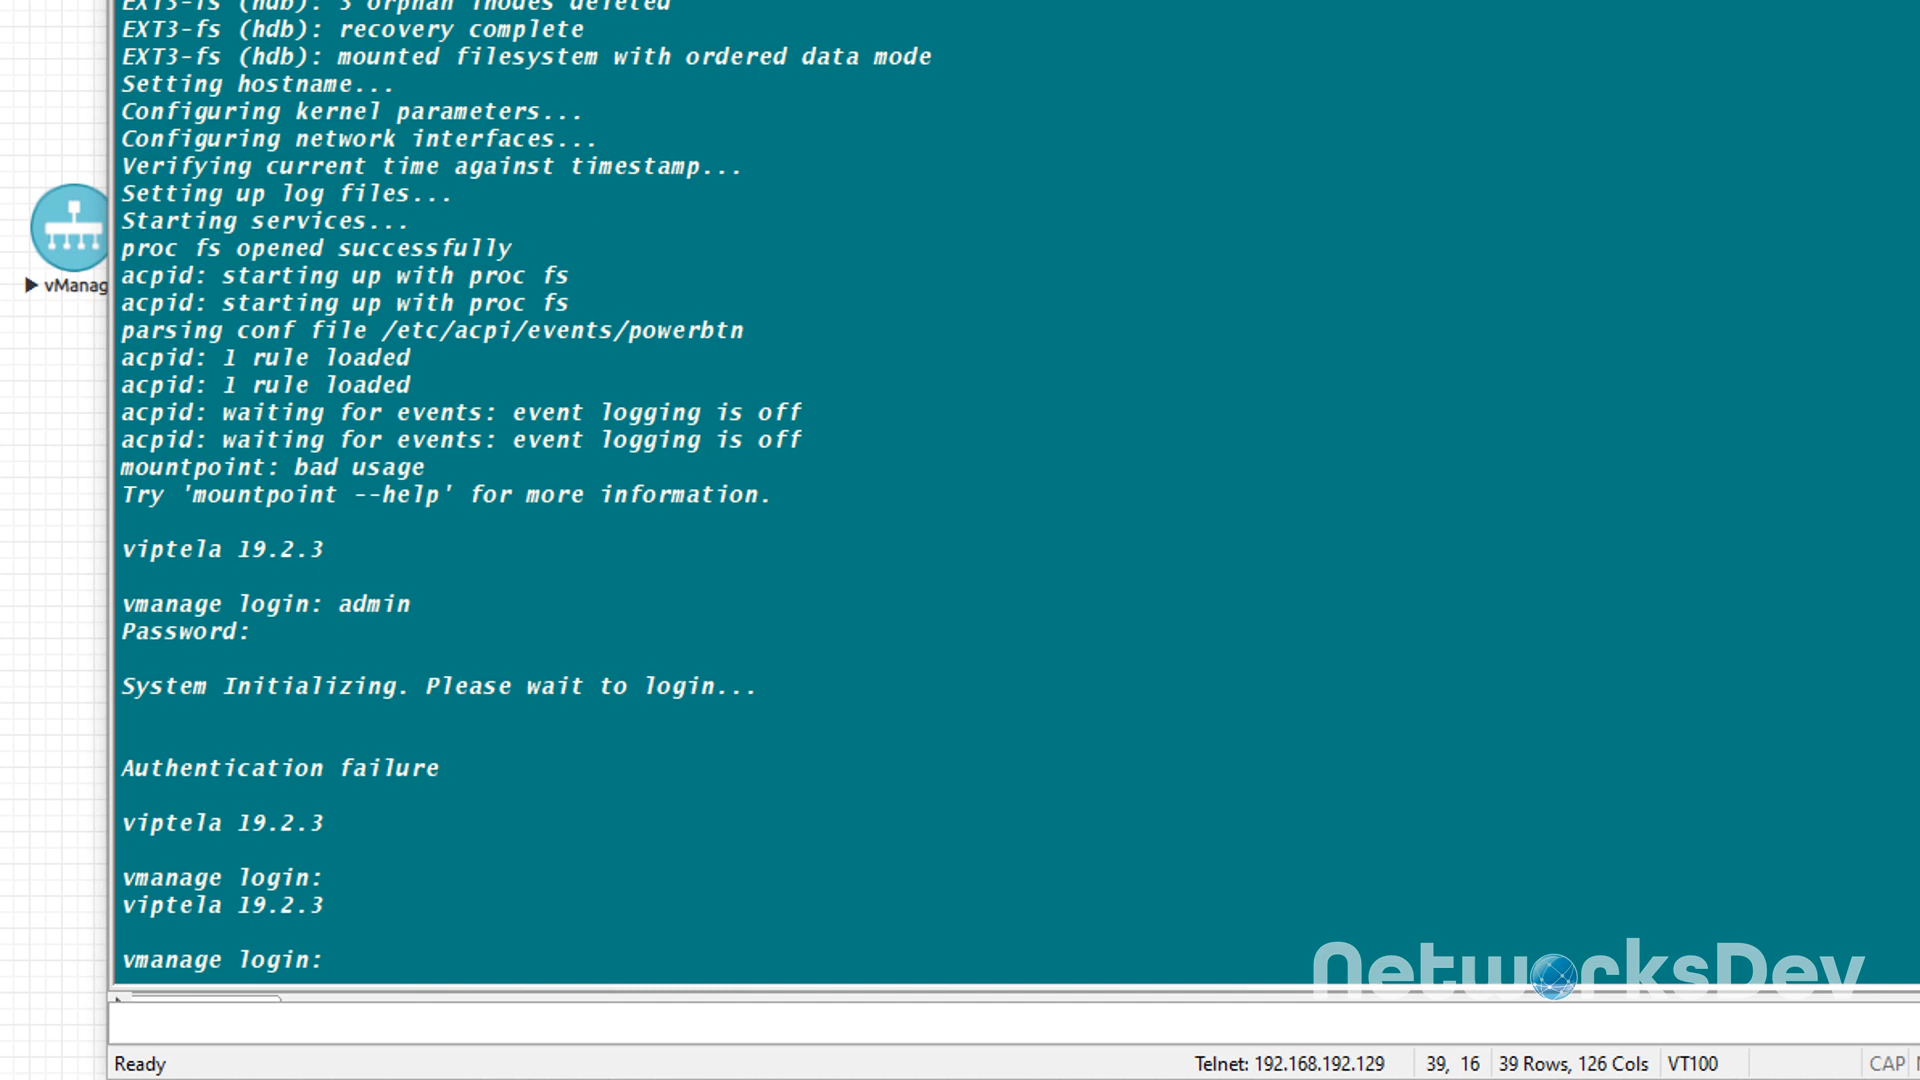 EXT3-fs (hdb): 3 orphan inodes deleted
EXT3-fs (hdb): recovery complete
EXT3-fs (hdb): mounted filesystem with ordered data mode
Setting hostname...
Configuring kernel parameters...
Configuring network interfaces...
Verifying current time against timestamp...
Setting up log files...
Starting services...
proc fs opened successfully
acpid: starting up with proc fs
acpid: starting up with proc fs
parsing conf file /etc/acpi/events/powerbtn
acpid: 1 rule loaded
acpid: 1 rule loaded
acpid: waiting for events: event logging is off
acpid: waiting for events: event logging is off
mountpoint: bad usage
Try 'mountpoint --help' for more information.
viptela 19.2.3
vmanage login: admin
Password:
System Initializing. Please wait to login...
Authentication failure
viptela 19.2.3
vmanage login:
viptela 19.2.3
vmanage login:
vManag
networksDev
Ready
Telnet: 192.168.192.129
39, 16
39 Rows, 126 Cols
VT100
CAP